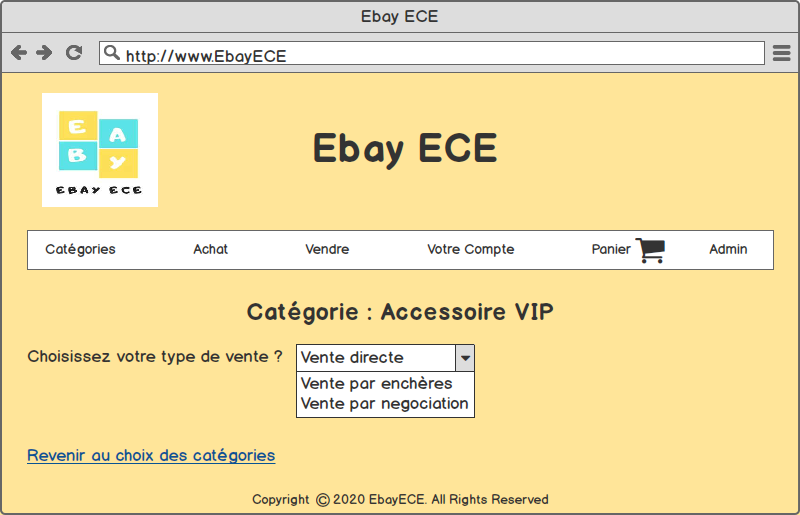 Ebay ECE
http://www.EbayECE
E A
B Y
EBAY ECE
Ebay ECE
Catégories Achat Vendre Votre Compte Panier Admin
Catégorie : Accessoire VIP
Choisissez votre type de vente ? Vente directe
Vente par enchères
Vente par negociation
Revenir au choix des catégories
Copyright © 2020 EbayECE. All Rights Reserved